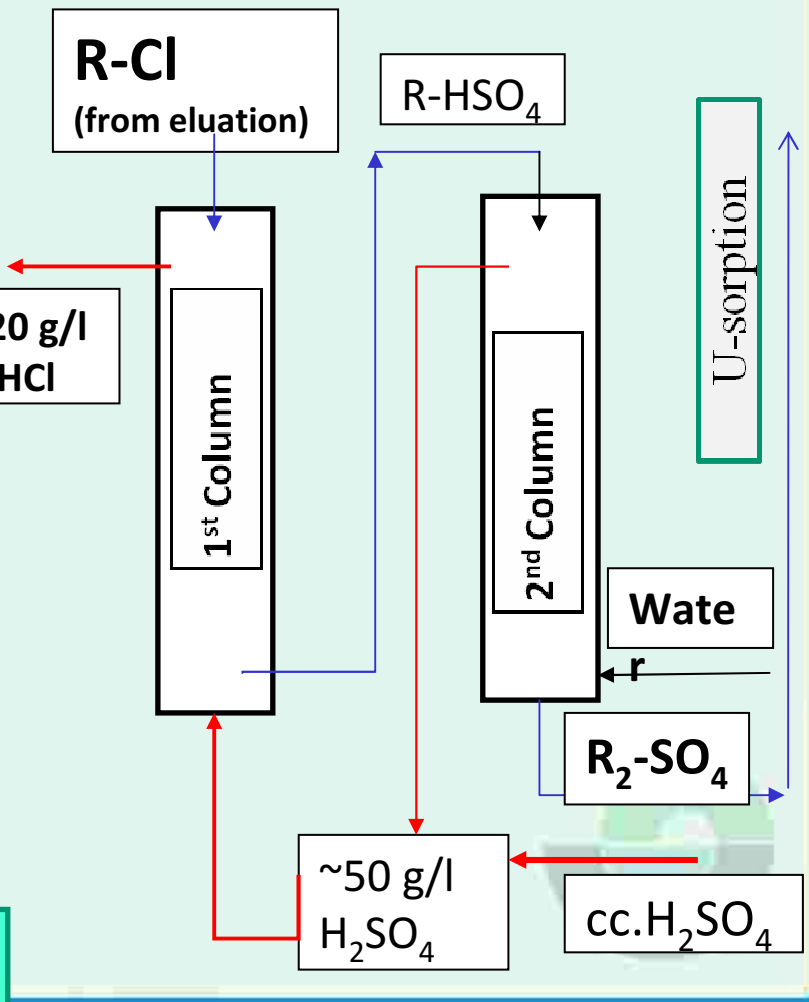 R-Cl
(from eluation)
R-HSO₄
U-sorption
20 g/l
HCl
1st Column
2nd Column
Wate
r
R₂-SO₄
~50 g/l
H₂SO₄
cc.H₂SO₄